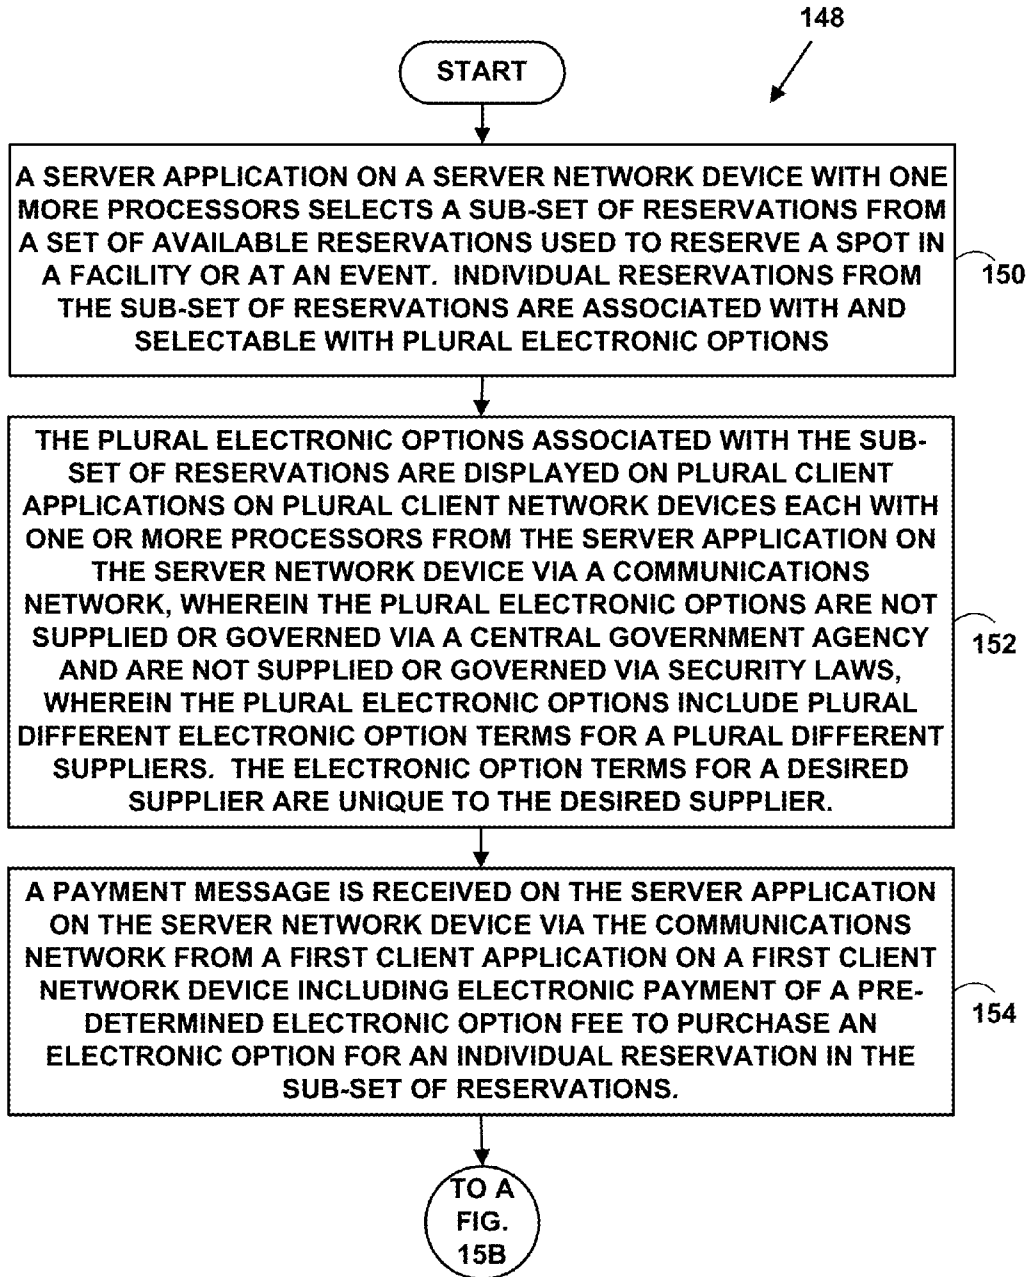 148
START
A SERVER APPLICATION ON A SERVER NETWORK DEVICE WITH ONE
MORE PROCESSORS SELECTS A SUB-SET OF RESERVATIONS FROM
A SET OF AVAILABLE RESERVATIONS USED TO RESERVE A SPOT IN
A FACILITY OR AT AN EVENT. INDIVIDUAL RESERVATIONS FROM
THE SUB-SET OF RESERVATIONS ARE ASSOCIATED WITH AND
SELECTABLE WITH PLURAL ELECTRONIC OPTIONS
150
THE PLURAL ELECTRONIC OPTIONS ASSOCIATED WITH THE SUB-
SET OF RESERVATIONS ARE DISPLAYED ON PLURAL CLIENT
APPLICATIONS ON PLURAL CLIENT NETWORK DEVICES EACH WITH
ONE OR MORE PROCESSORS FROM THE SERVER APPLICATION ON
THE SERVER NETWORK DEVICE VIA A COMMUNICATIONS
NETWORK, WHEREIN THE PLURAL ELECTRONIC OPTIONS ARE NOT
SUPPLIED OR GOVERNED VIA A CENTRAL GOVERNMENT AGENCY
AND ARE NOT SUPPLIED OR GOVERNED VIA SECURITY LAWS,
WHEREIN THE PLURAL ELECTRONIC OPTIONS INCLUDE PLURAL
DIFFERENT ELECTRONIC OPTION TERMS FOR A PLURAL DIFFERENT
SUPPLIERS. THE ELECTRONIC OPTION TERMS FOR A DESIRED
SUPPLIER ARE UNIQUE TO THE DESIRED SUPPLIER.
152
A PAYMENT MESSAGE IS RECEIVED ON THE SERVER APPLICATION
ON THE SERVER NETWORK DEVICE VIA THE COMMUNICATIONS
NETWORK FROM A FIRST CLIENT APPLICATION ON A FIRST CLIENT
NETWORK DEVICE INCLUDING ELECTRONIC PAYMENT OF A PRE-
DETERMINED ELECTRONIC OPTION FEE TO PURCHASE AN
ELECTRONIC OPTION FOR AN INDIVIDUAL RESERVATION IN THE
SUB-SET OF RESERVATIONS.
154
TO A
FIG.
15B